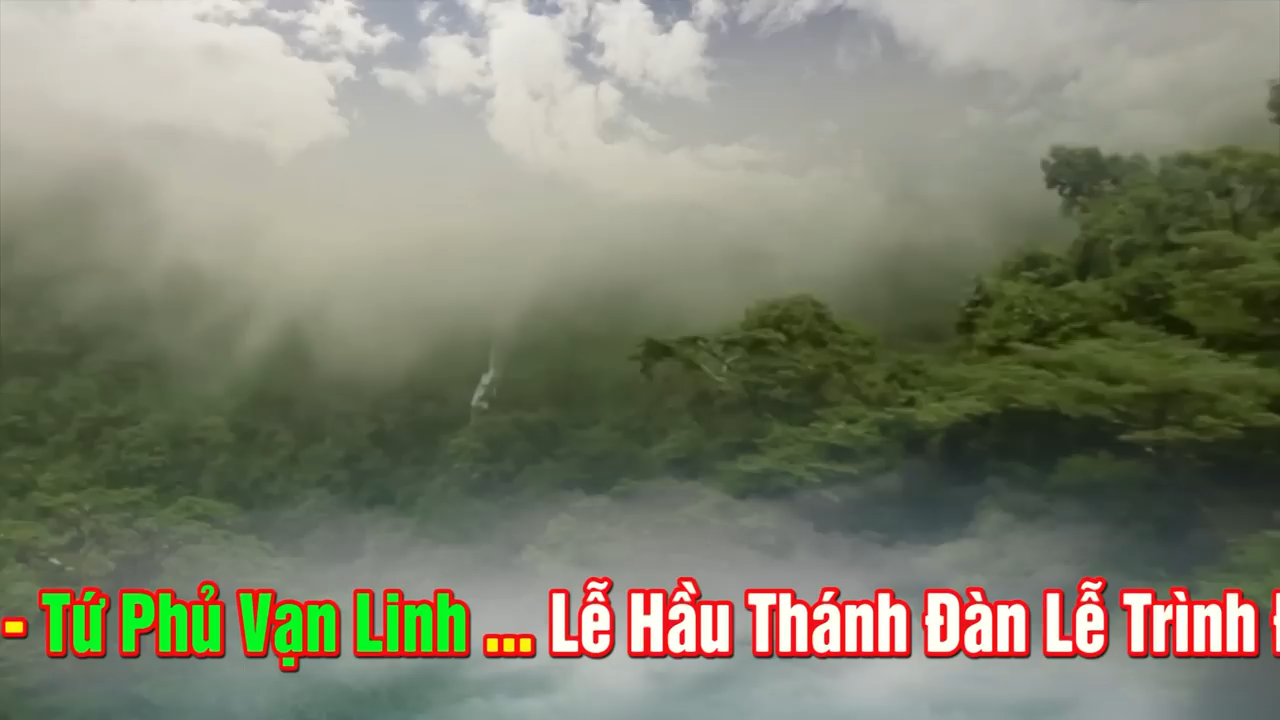 - Tứ Phủ Vạn Linh ... Lễ Hầu Thánh Đàn Lễ Trình